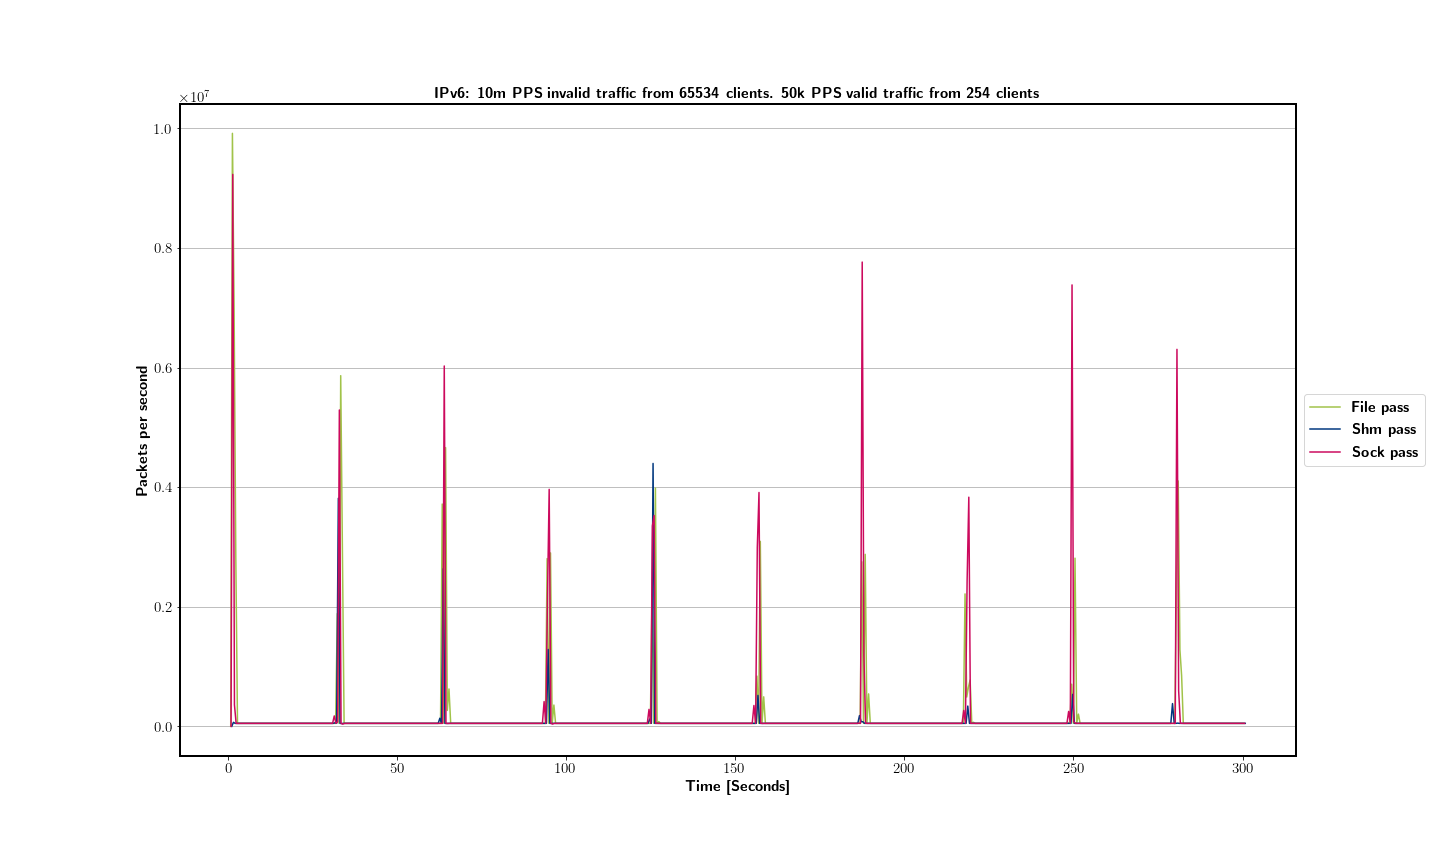 IPv6: 10m PPS invalid traffic from 65534 clients. 50k PPS valid traffic from 254 clients
×10⁷
1.0
0.8
0.6
0.4
0.2
0.0
Packets per second
0 50 100 150 200 250 300
Time [Seconds]
File pass
Shm pass
Sock pass